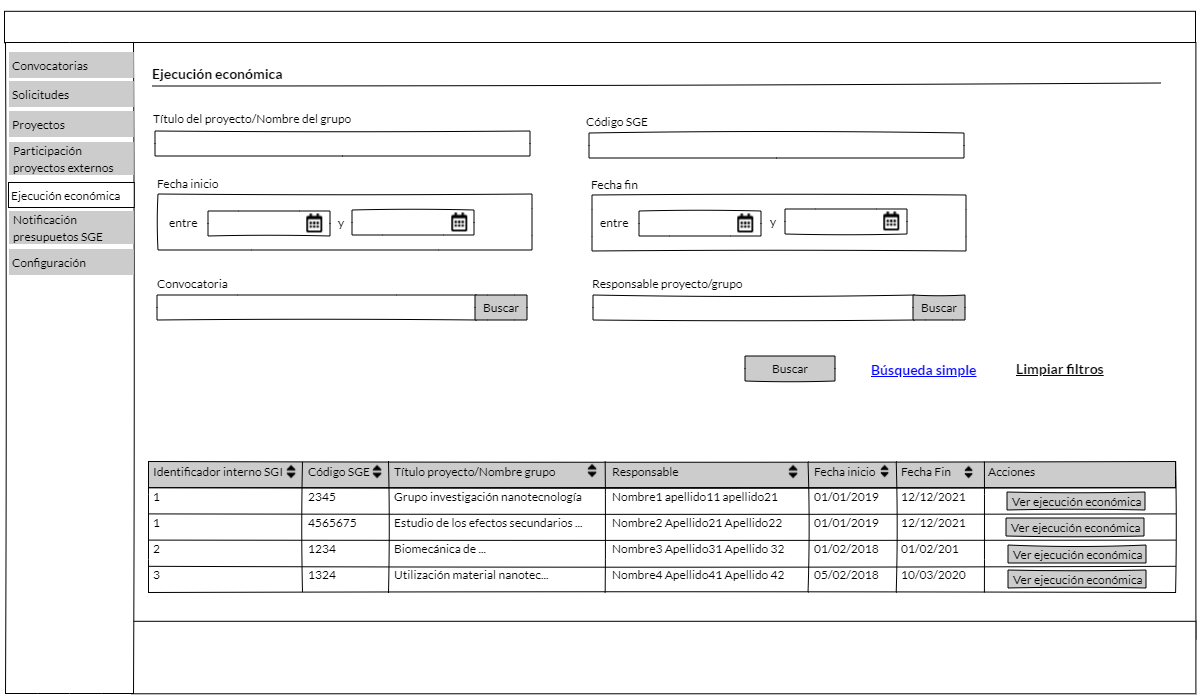 Convocatorias
Solicitudes
Proyectos
Participación
proyectos externos
Ejecución económica
Notificación
presupuetos SGE
Configuración
Ejecución económica
Título del proyecto/Nombre del grupo
Código SGE
Fecha inicio
Fecha fin
entre y
entre y
Convocatoria
Responsable proyecto/grupo
Buscar
Buscar
Buscar Búsqueda simple Limpiar filtros
Identificador interno SGI Código SGE Título proyecto/Nombre grupo Responsable Fecha inicio Fecha Fin Acciones
1 2345 Grupo investigación nanotecnología Nombre1 apellido11 apellido21 01/01/2019 12/12/2021 Ver ejecución económica
1 4565675 Estudio de los efectos secundarios ... Nombre2 Apellido21 Apellido22 01/01/2019 12/12/2021 Ver ejecución económica
2 1234 Biomecánica de ... Nombre3 Apellido31 Apellido 32 01/02/2018 01/02/201 Ver ejecución económica
3 1324 Utilización material nanotec... Nombre4 Apellido41 Apellido 42 05/02/2018 10/03/2020 Ver ejecución económica